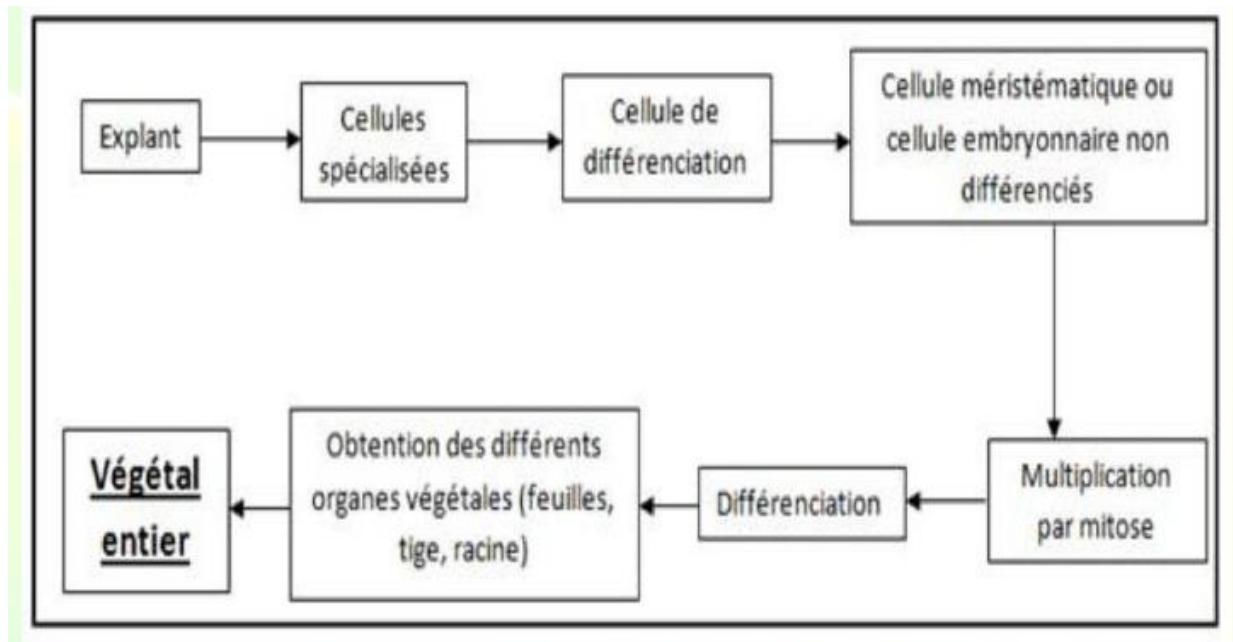 Explant
Cellules
spécialisées
Cellule de
différenciation
Cellule méristématique ou
cellule embryonnaire non
différenciés
Multiplication
par mitose
Différenciation
Obtention des différents
organes végétales (feuilles,
tige, racine)
Végétal
entier